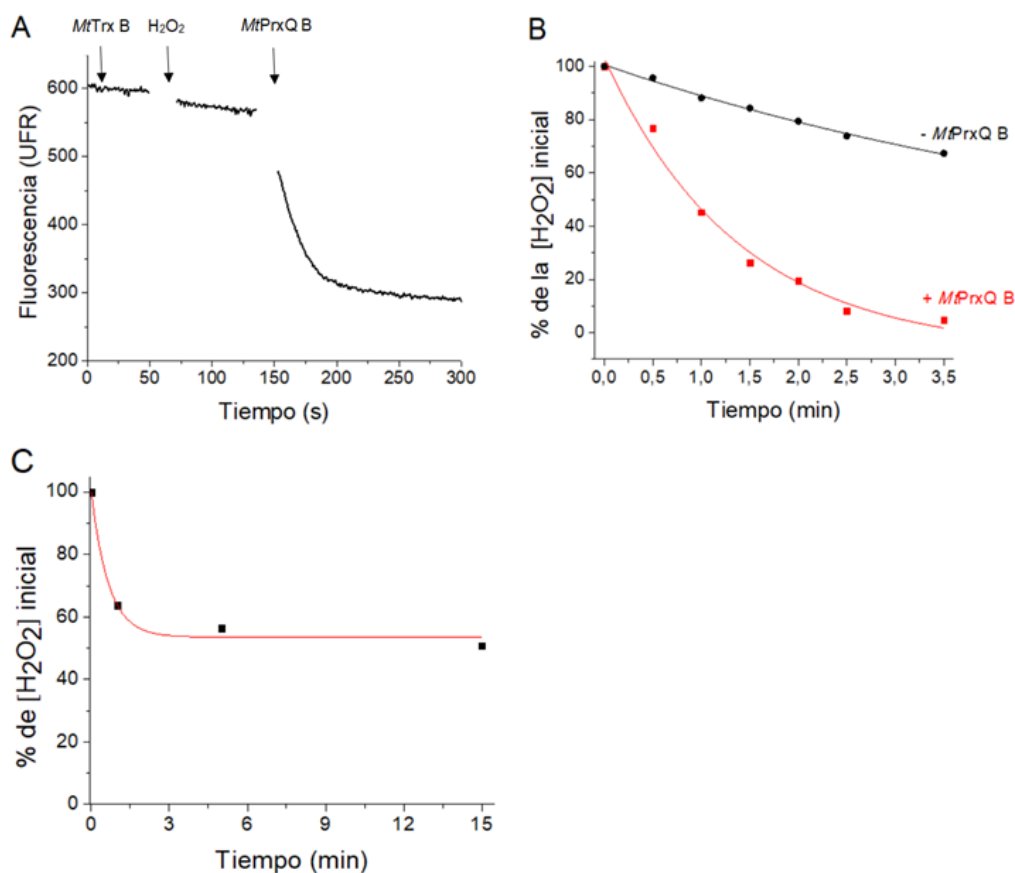 A
MtTrx B H₂O₂ MtPrxQ B
Fluorescencia (UFR)
600
500
400
300
200
0 50 100 150 200 250 300
Tiempo (s)
B
% de la [H₂O₂] inicial
100
80
60
40
20
0
- MtPrxQ B
+ MtPrxQ B
0,0 0,5 1,0 1,5 2,0 2,5 3,0 3,5
Tiempo (min)
C
% de [H₂O₂] inicial
100
80
60
40
20
0
0 3 6 9 12 15
Tiempo (min)